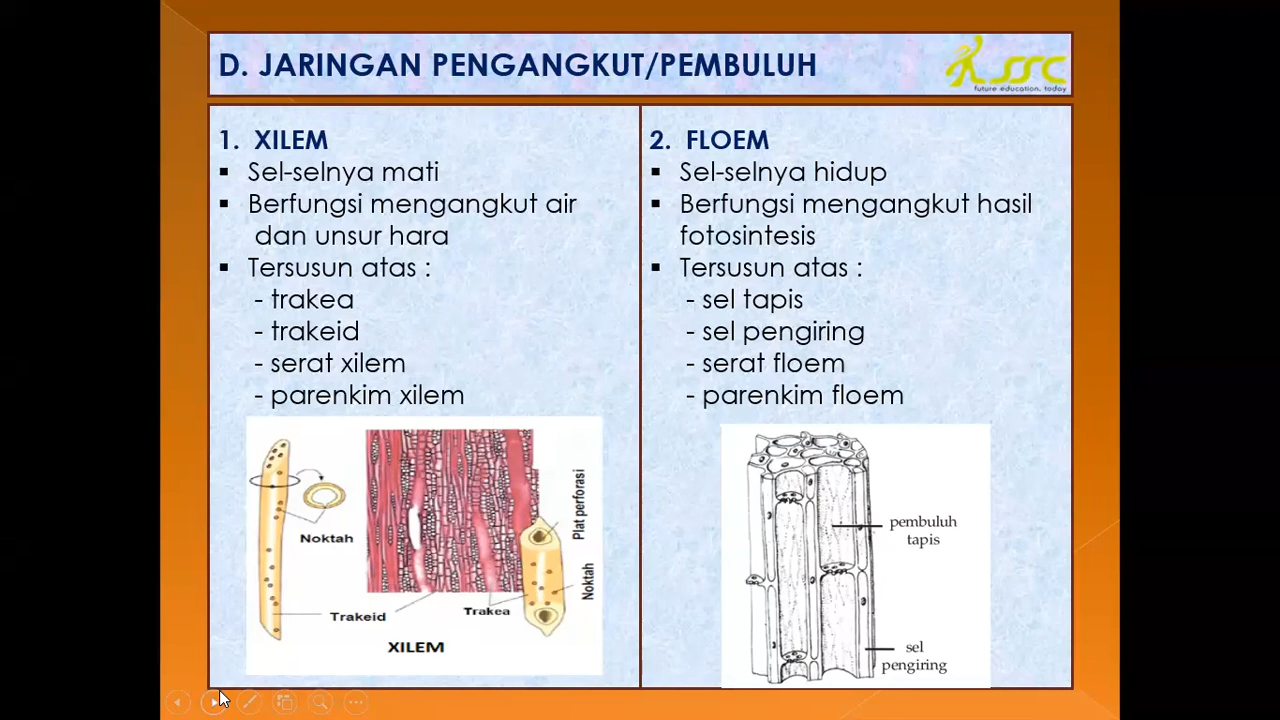 D. JARINGAN PENGANGKUT/PEMBULUH
SSC
future education, today
1. XILEM
▪ Sel-selnya mati
▪ Berfungsi mengangkut air
dan unsur hara
▪ Tersusun atas :
- trakea
- trakeid
- serat xilem
- parenkim xilem
Noktah
Trakeid
Trakea
Plat perforasi
Noktah
XILEM
2. FLOEM
▪ Sel-selnya hidup
▪ Berfungsi mengangkut hasil
fotosintesis
▪ Tersusun atas :
- sel tapis
- sel pengiring
- serat floem
- parenkim floem
pembuluh
tapis
sel
pengiring